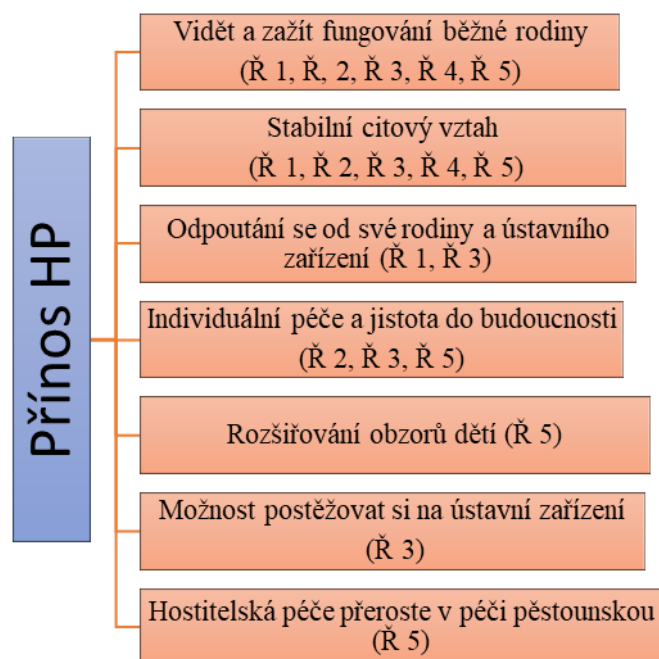 Přínos HP
Vidět a zažít fungování běžné rodiny
(Ř 1, Ř, 2, Ř 3, Ř 4, Ř 5)
Stabilní citový vztah
(Ř 1, Ř 2, Ř 3, Ř 4, Ř 5)
Odpoutání se od své rodiny a ústavního
zařízení (Ř 1, Ř 3)
Individuální péče a jistota do budoucnosti
(Ř 2, Ř 3, Ř 5)
Rozšiřování obzorů dětí (Ř 5)
Možnost postěžovat si na ústavní zařízení
(Ř 3)
Hostitelská péče přeroste v péči pěstounskou
(Ř 5)